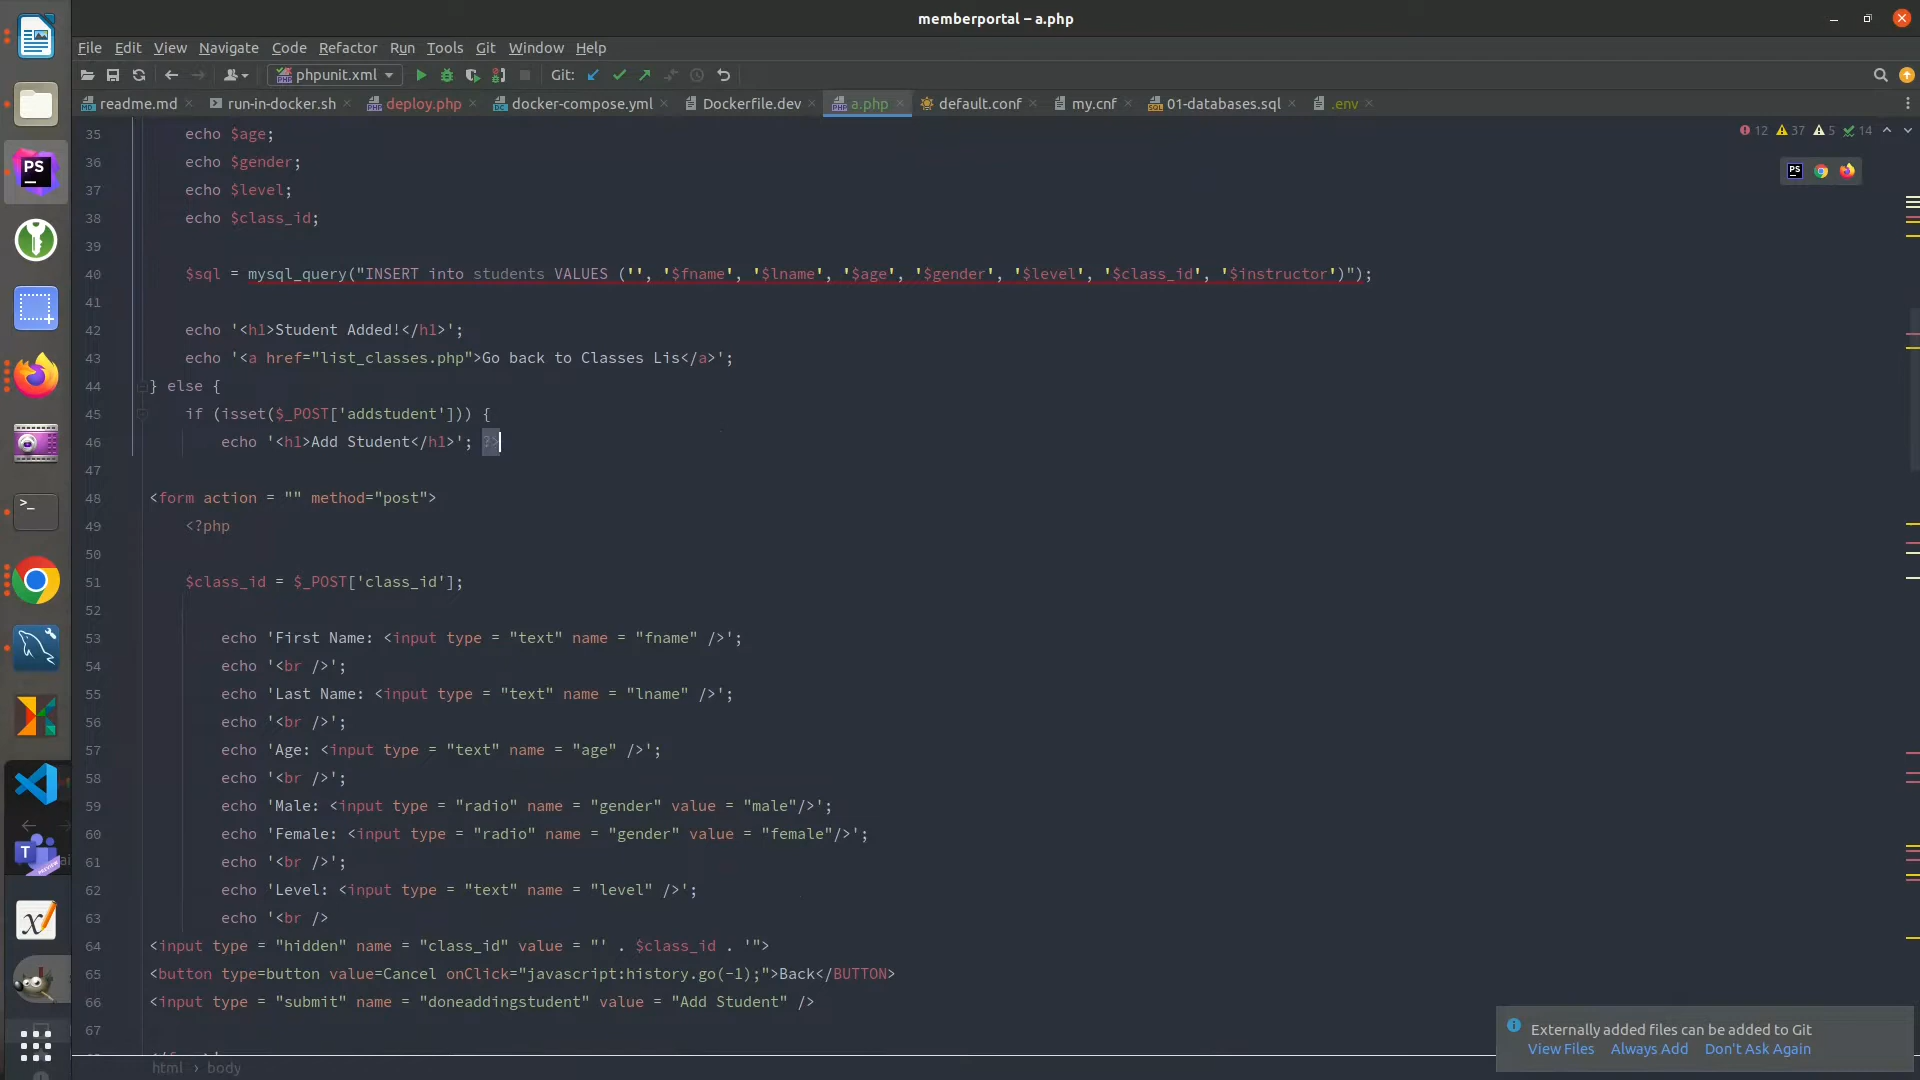 memberportal – a.php
File Edit View Navigate Code Refactor Run Tools Git Window Help
phpunit.xml Git:
readme.md run-in-docker.sh deploy.php docker-compose.yml Dockerfile.dev a.php default.conf my.cnf 01-databases.sql .env
12 37 5 14
35 echo $age;
36 echo $gender;
37 echo $level;
38 echo $class_id;
39
40 $sql = mysql_query("INSERT into students VALUES ('', '$fname', '$lname', '$age', '$gender', '$level', '$class_id', '$instructor')");
41
42 echo '<h1>Student Added!</h1>';
43 echo '<a href="list_classes.php">Go back to Classes Lis</a>';
44 } else {
45 if (isset($_POST['addstudent'])) {
46 echo '<h1>Add Student</h1>'; ?>
47
48 <form action = "" method="post">
49 <?php
50
51 $class_id = $_POST['class_id'];
52
53 echo 'First Name: <input type = "text" name = "fname" />';
54 echo '<br />';
55 echo 'Last Name: <input type = "text" name = "lname" />';
56 echo '<br />';
57 echo 'Age: <input type = "text" name = "age" />';
58 echo '<br />';
59 echo 'Male: <input type = "radio" name = "gender" value = "male"/>';
60 echo 'Female: <input type = "radio" name = "gender" value = "female"/>';
61 echo '<br />';
62 echo 'Level: <input type = "text" name = "level" />';
63 echo '<br />
64 <input type = "hidden" name = "class_id" value = "' . $class_id . '">
65 <button type=button value=Cancel onClick="javascript:history.go(-1);">Back</BUTTON>
66 <input type = "submit" name = "doneaddingstudent" value = "Add Student" />
67
Externally added files can be added to Git
View Files Always Add Don't Ask Again
html › body